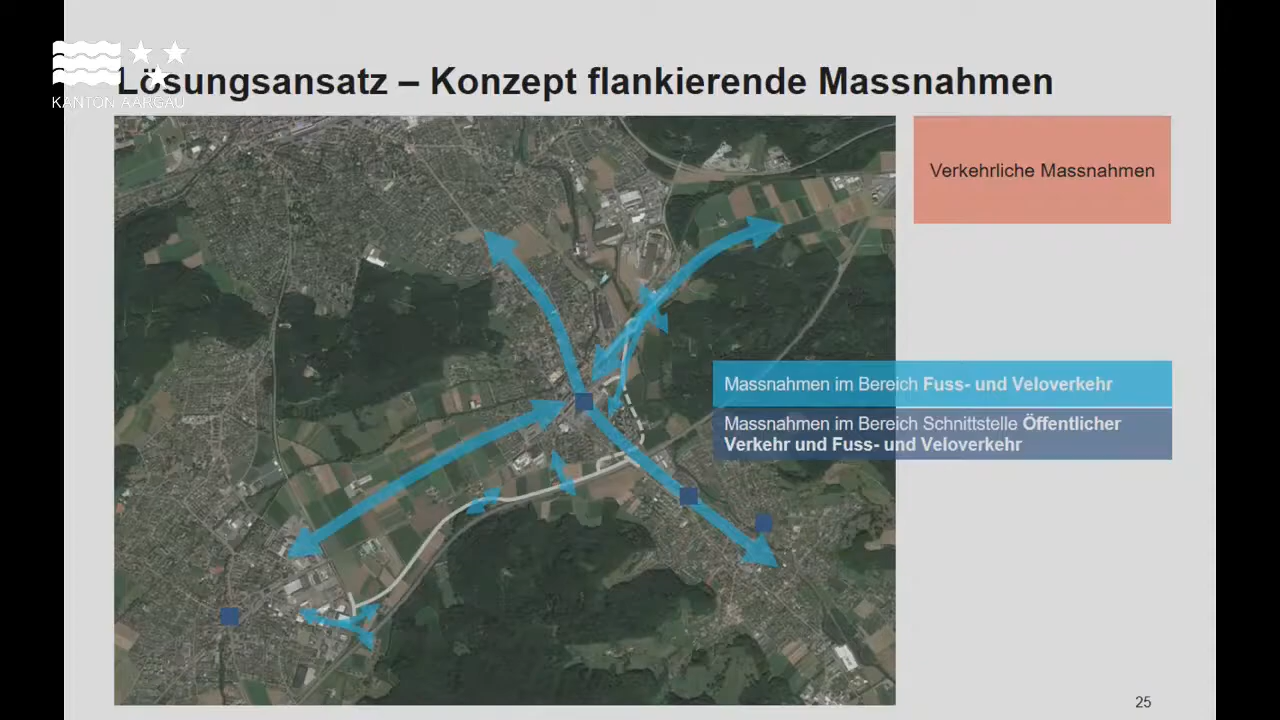 Lösungsansatz – Konzept flankierende Massnahmen
KANTON AARGAU
Verkehrliche Massnahmen
Massnahmen im Bereich Fuss- und Veloverkehr
Massnahmen im Bereich Schnittstelle Öffentlicher
Verkehr und Fuss- und Veloverkehr
25